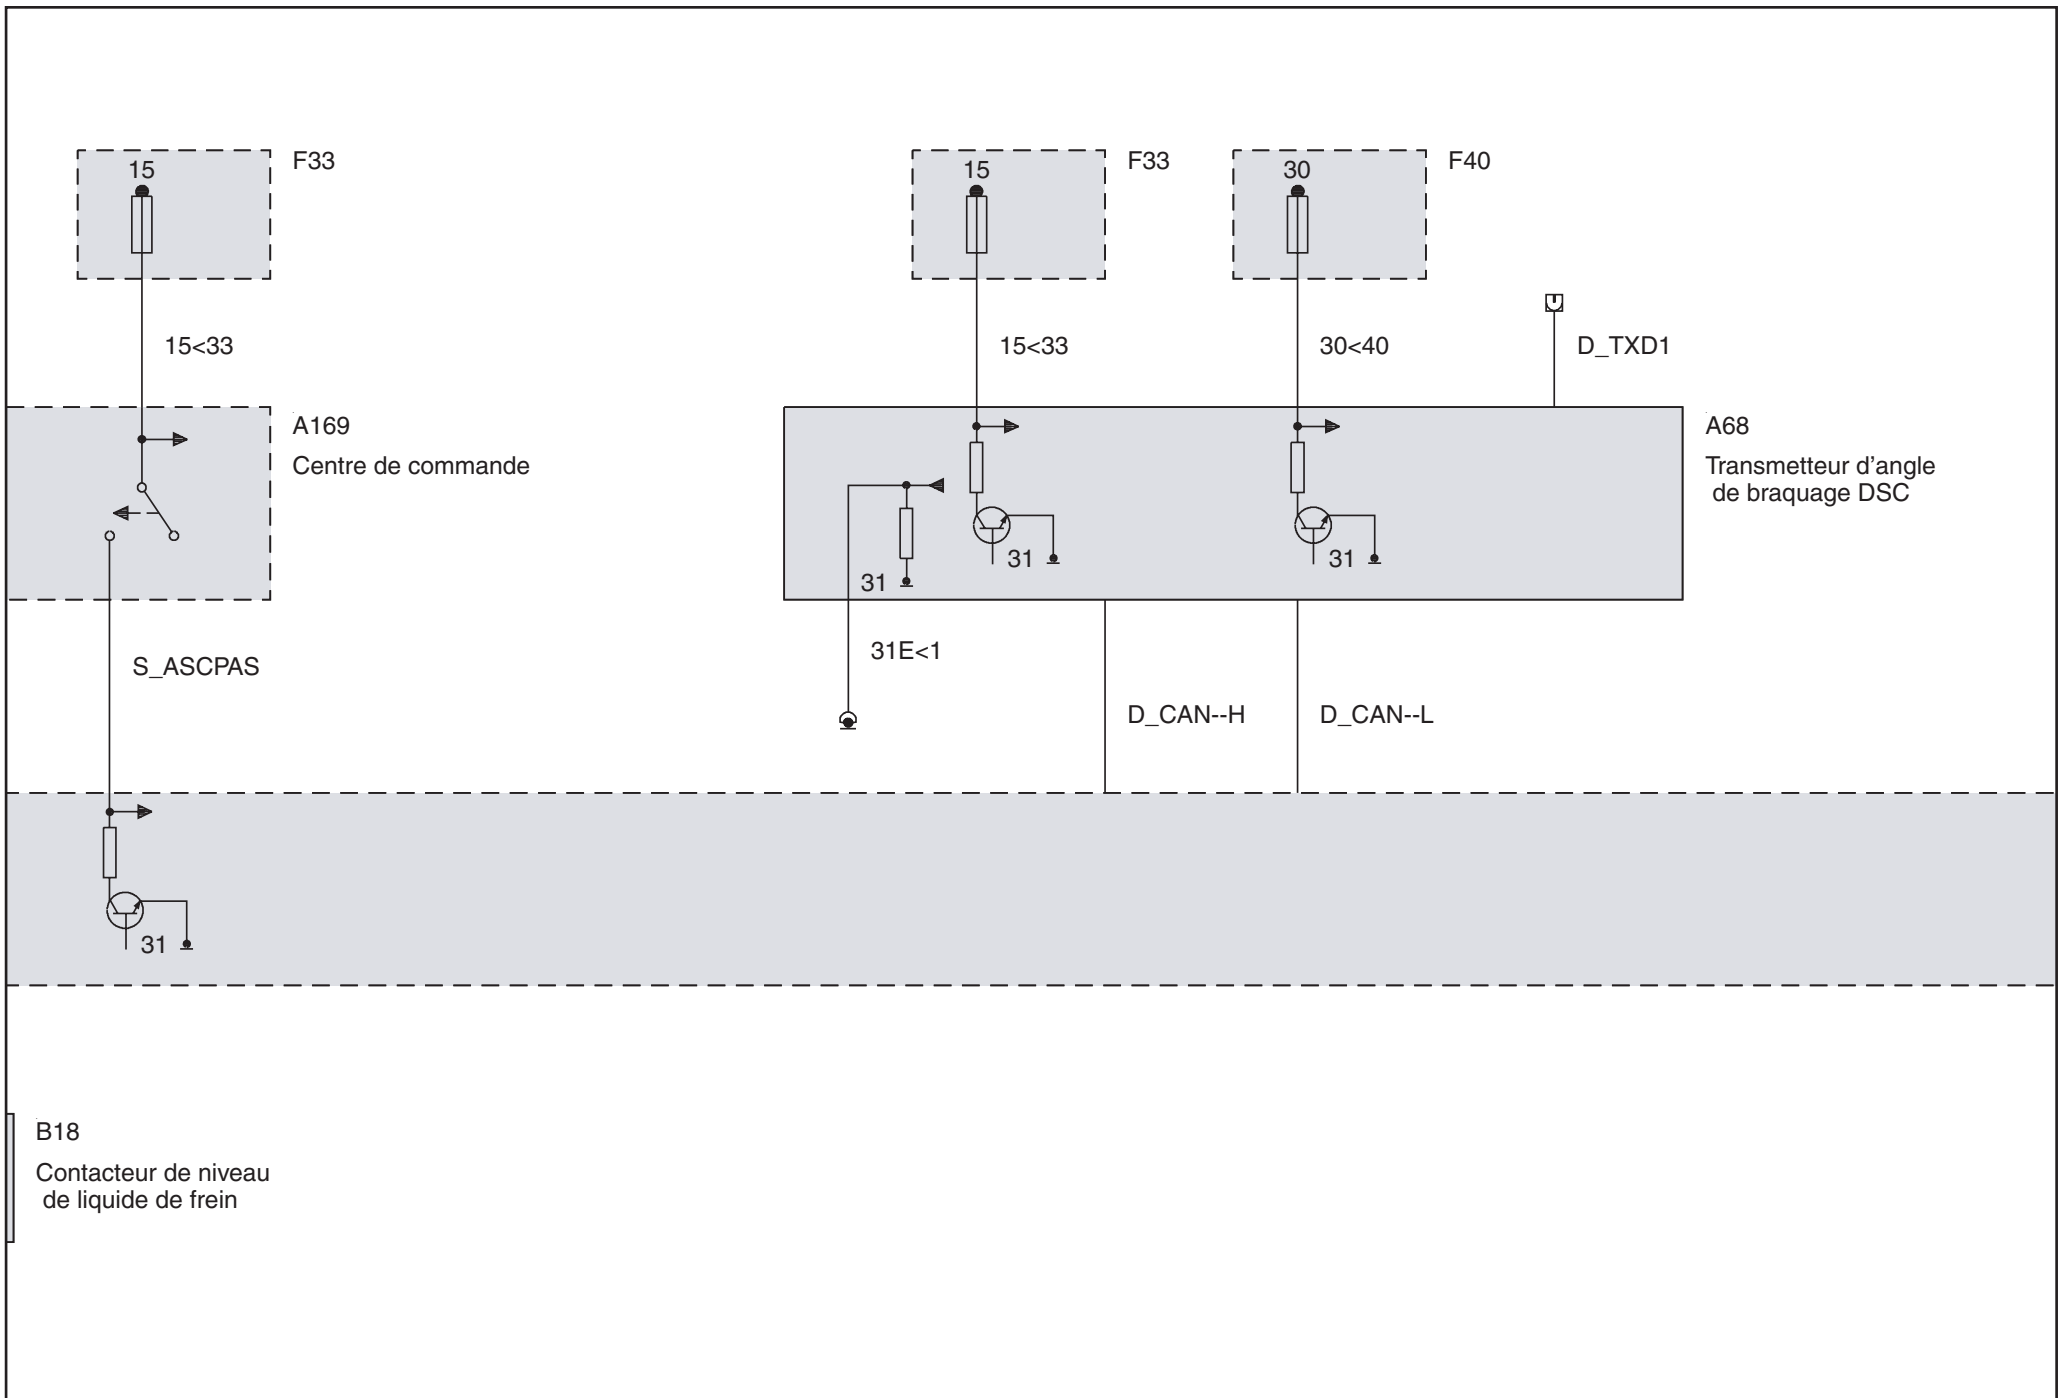 15
F33
15
F33
30
F40
15<33
15<33
30<40
D_TXD1
A169
Centre de commande
A68
Transmetteur d'angle
de braquage DSC
31
31
31
S_ASCPAS
31E<1
D_CAN--H
D_CAN--L
31
B18
Contacteur de niveau
de liquide de frein